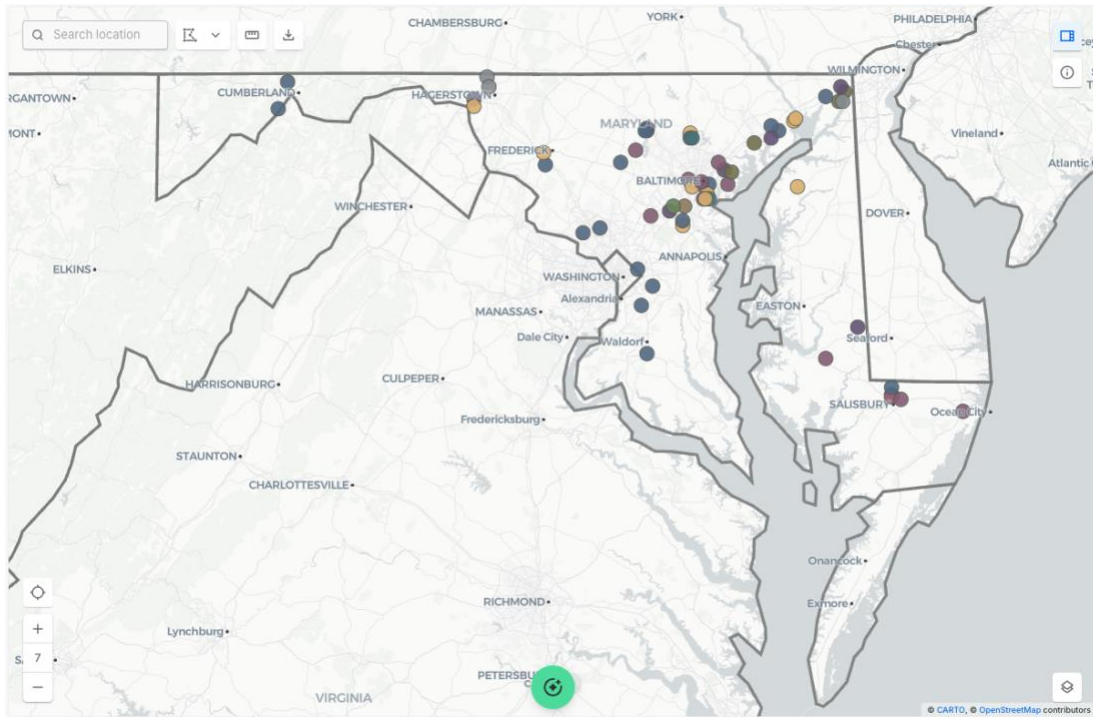 CHAMBERSBURG
YORK
PHILADELPHIA
Search location
Chester
WILMINGTON
CUMBERLAND
HAGERSTOWN
MARYLAND
Vineland
FREDERICK
Atlantic
BALTIMORE
WINCHESTER
DOVER
ELKINS
ANNAPOLIS
WASHINGTON
Alexandria
EASTON
MANASSAS
Dale City
Waldorf
Seaford
CULPEPER
HARRISONBURG
SALISBURY
Ocean City
Fredericksburg
STAUNTON
CHARLOTTESVILLE
Onancock
RICHMOND
Exmore
Lynchburg
7
PETERSBU
VIRGINIA
© CARTO, © OpenStreetMap contributors